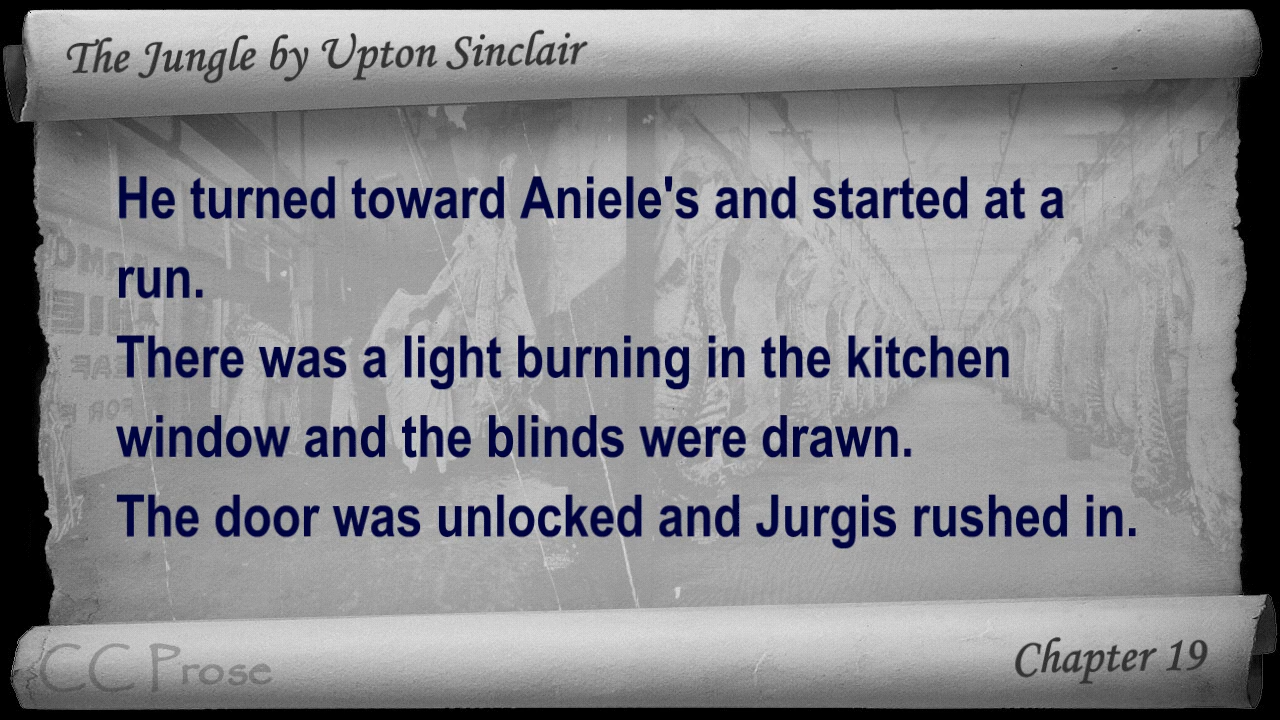 The Jungle by Upton Sinclair
He turned toward Aniele's and started at a
run.
There was a light burning in the kitchen
window and the blinds were drawn.
The door was unlocked and Jurgis rushed in.
CC Prose
Chapter 19